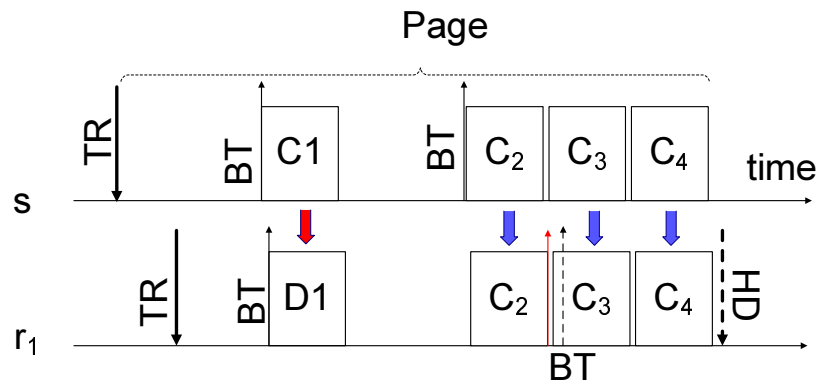 Page
TR
BT
C1
BT
C₂
C₃
C₄
time
s
TR
BT
D1
C₂
C₃
C₄
HD
r₁
BT